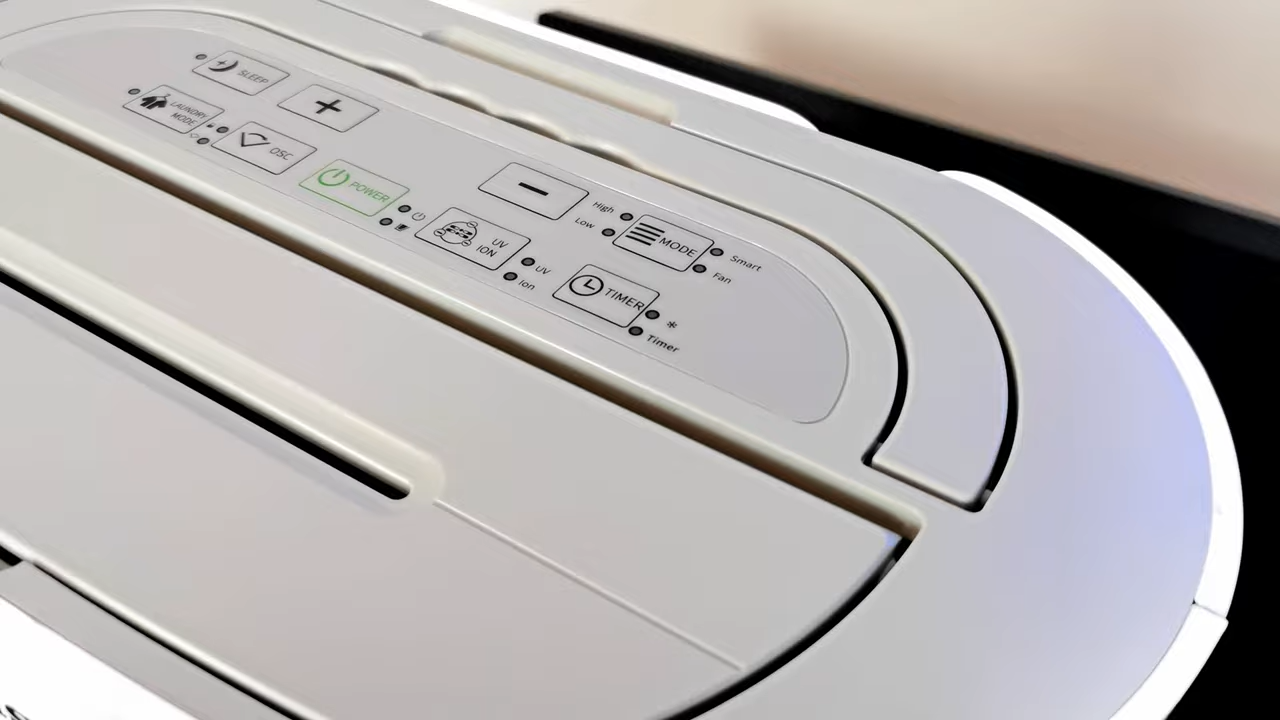 SLEEP
LAUNDRY
MODE
OSC
POWER
UV
ION
UV
Ion
High
Low
MODE
Smart
Fan
TIMER
Timer